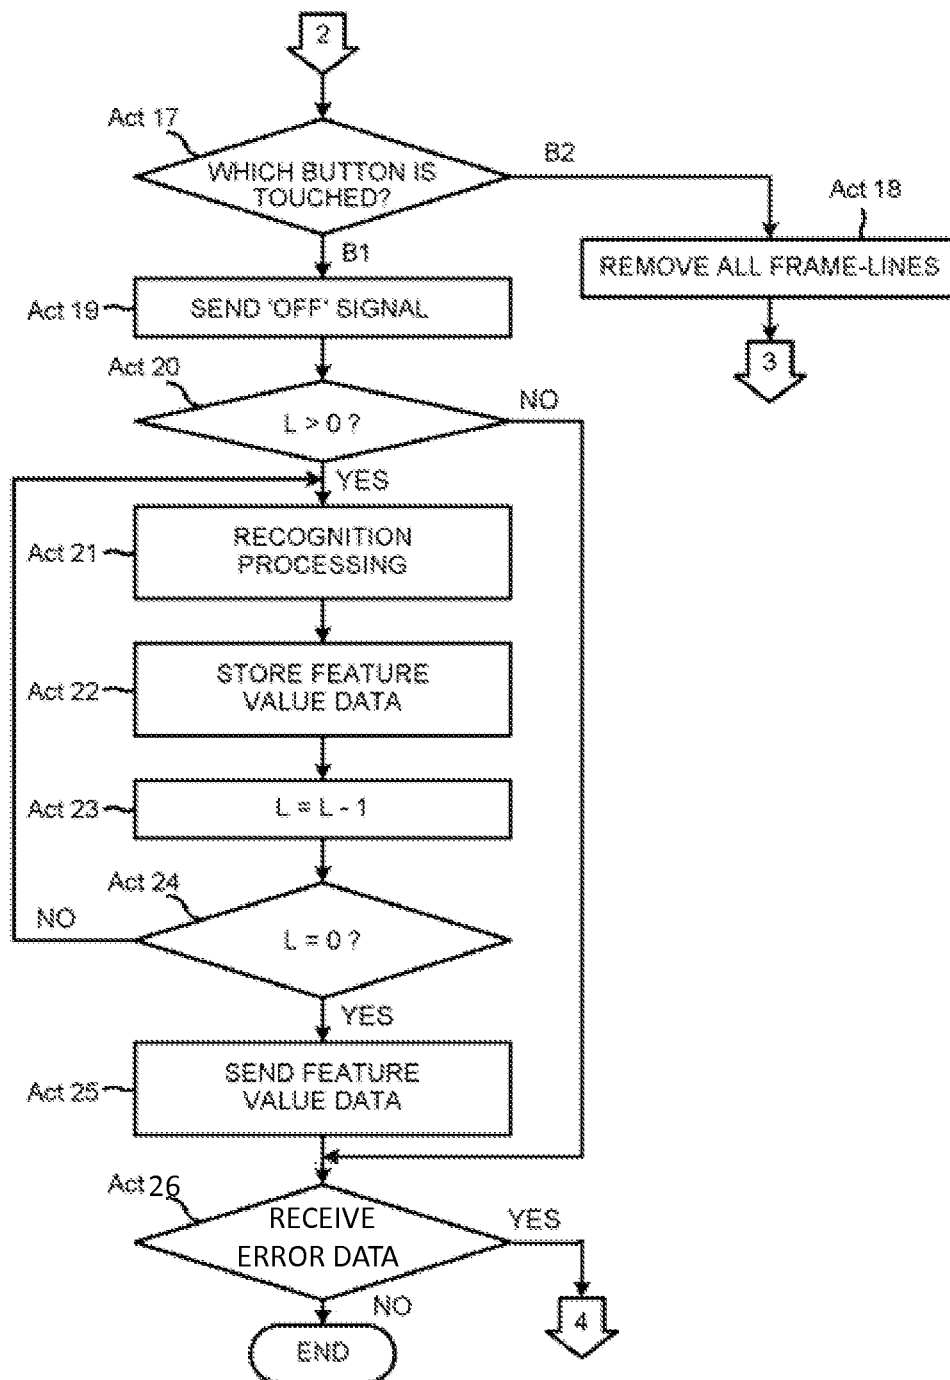 2
Act 17
WHICH BUTTON IS
TOUCHED?
B2
Act 18
REMOVE ALL FRAME-LINES
3
B1
Act 19
SEND 'OFF' SIGNAL
Act 20
L > 0 ?
NO
YES
Act 21
RECOGNITION
PROCESSING
Act 22
STORE FEATURE
VALUE DATA
Act 23
L = L - 1
Act 24
NO
L = 0 ?
YES
Act 25
SEND FEATURE
VALUE DATA
Act 26
RECEIVE
ERROR DATA
YES
4
NO
END